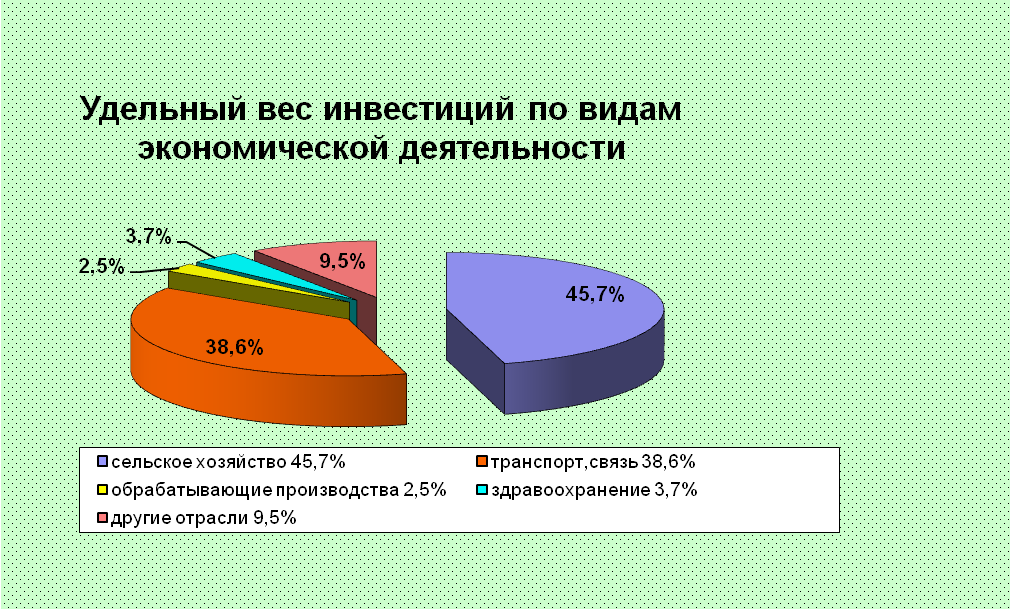 Удельный вес инвестиций по видам
экономической деятельности
3,7%
9,5%
2,5%
45,7%
38,6%
сельское хозяйство 45,7%
транспорт,связь 38,6%
обрабатывающие производства 2,5%
здравоохранение 3,7%
другие отрасли 9,5%